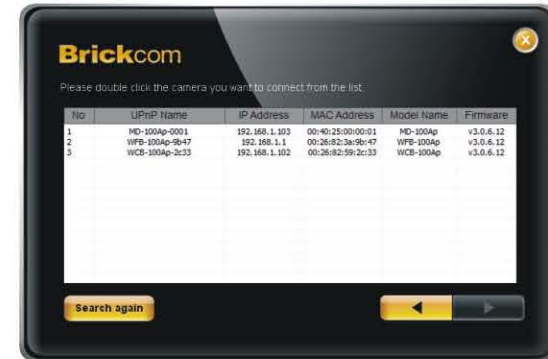 Brickcom
Please double click the camera you want to connect from the list.
No UPnP Name IP Address MAC Address Model Name Firmware
1 MD-100Ap-0001 192.168.1.103 00:40:25:00:00:01 MD-100Ap v3.0.6.12
2 WFB-100Ap-9b47 192.168.1.1 00:26:82:3a:9b:47 WFB-100Ap v3.0.6.12
3 WCB-100Ap-2c33 192.168.1.102 00:26:82:59:2c:33 WCB-100Ap v3.0.6.12
Search again